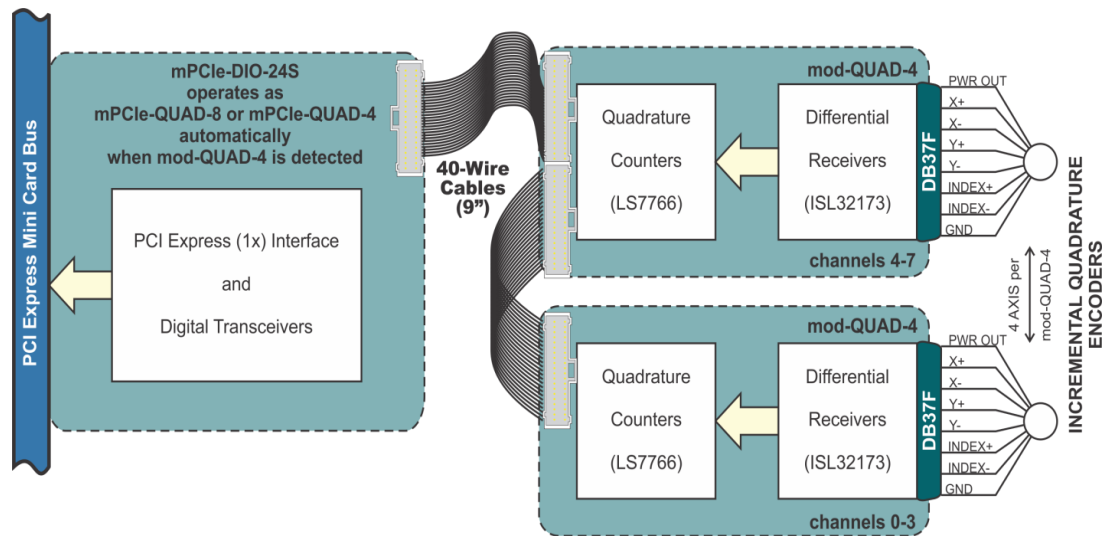 PCI Express Mini Card Bus
mPCIe-DIO-24S
operates as
mPCIe-QUAD-8 or mPCIe-QUAD-4
automatically
when mod-QUAD-4 is detected
PCI Express (1x) Interface
and
Digital Transceivers
40-Wire
Cables
(9”)
mod-QUAD-4
Quadrature
Counters
(LS7766)
Differential
Receivers
(ISL32173)
channels 4-7
DB37F
PWR OUT
X+
X-
Y+
Y-
INDEX+
INDEX-
GND
4 AXIS per
mod-QUAD-4
INCREMENTAL QUADRATURE
ENCODERS
mod-QUAD-4
Quadrature
Counters
(LS7766)
Differential
Receivers
(ISL32173)
channels 0-3
DB37F
PWR OUT
X+
X-
Y+
Y-
INDEX+
INDEX-
GND